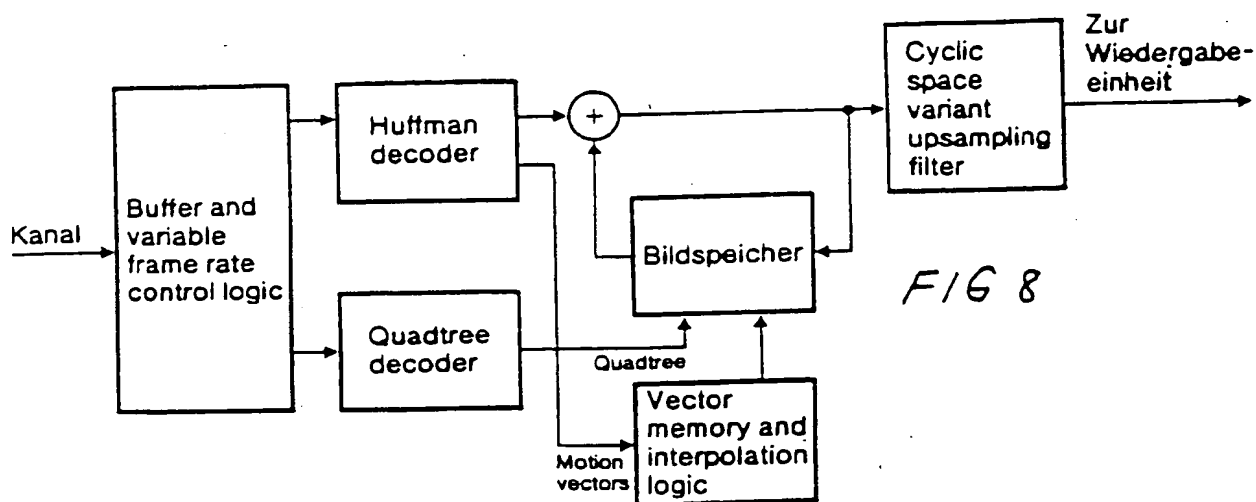 Kanal
Buffer and
variable
frame rate
control logic
Huffman
decoder
Quadtree
decoder
+
Bildspeicher
Quadtree
Motion
vectors
Vector
memory and
interpolation
logic
Cyclic
space
variant
upsampling
filter
Zur
Wiedergabe-
einheit
FIG 8